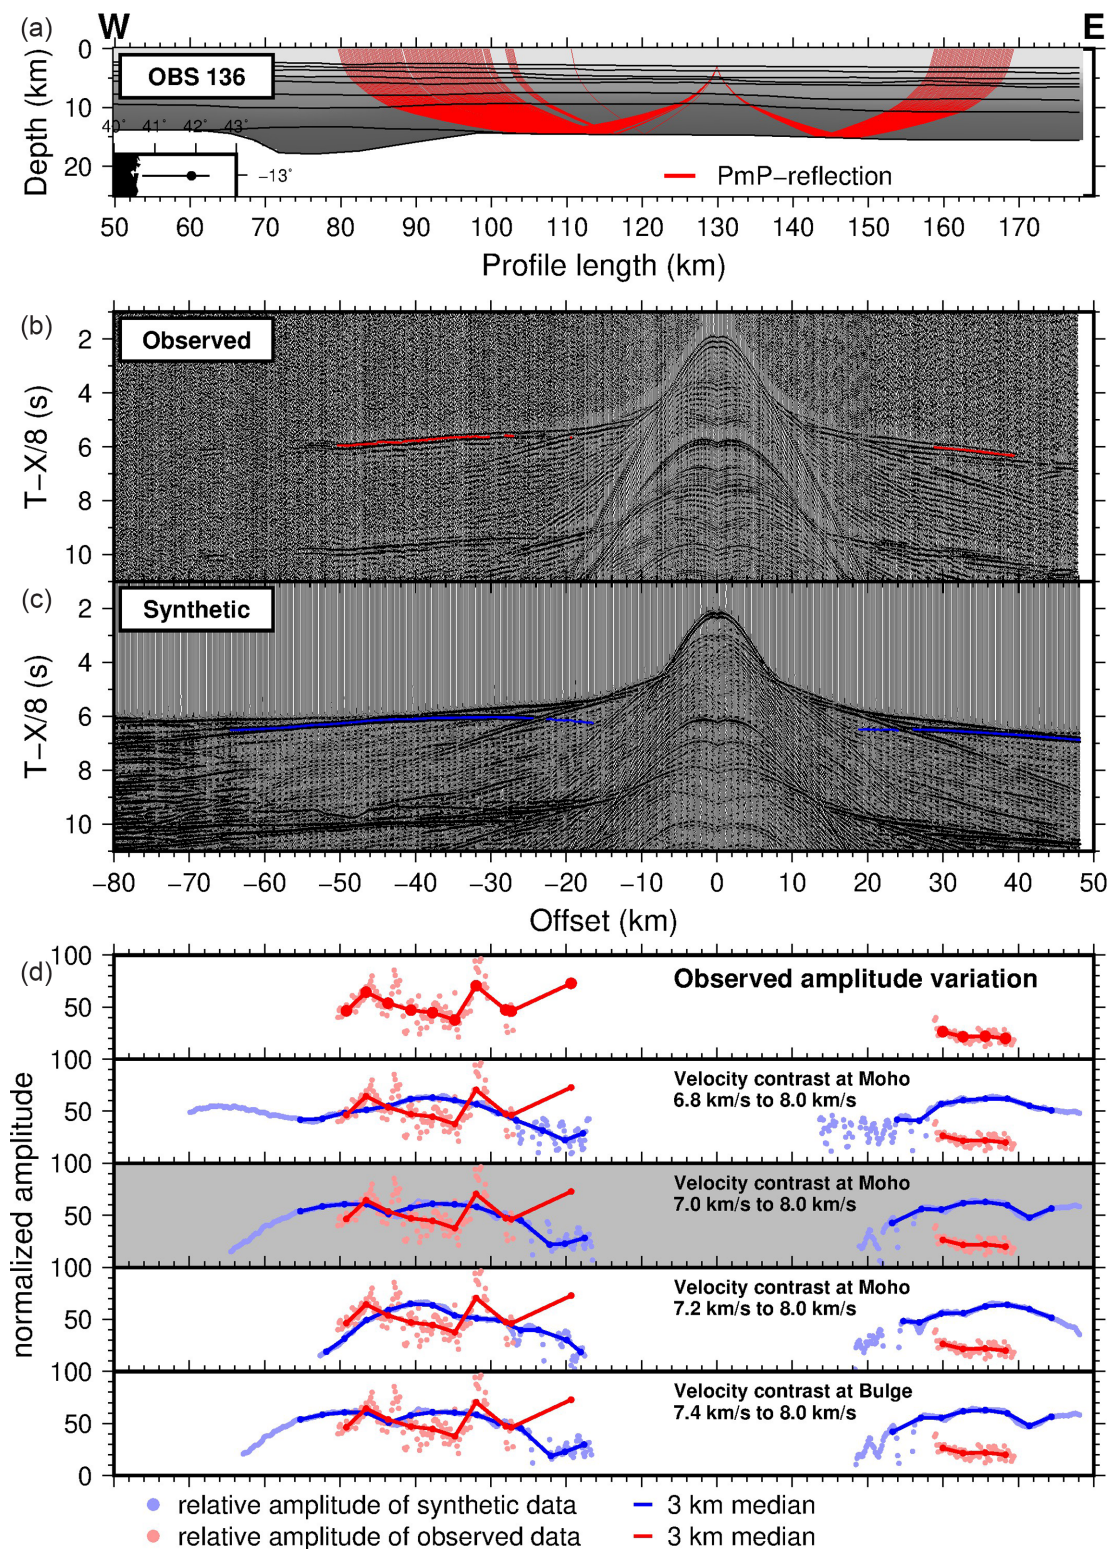 (a) W E
0
10
20
Depth (km)
OBS 136
40° 41° 42° 43°
−13°
PmP−reflection
50 60 70 80 90 100 110 120 130 140 150 160 170
Profile length (km)
(b)
Observed
2
4
6
8
10
T−X/8 (s)
(c)
Synthetic
2
4
6
8
10
T−X/8 (s)
−80 −70 −60 −50 −40 −30 −20 −10 0 10 20 30 40 50
Offset (km)
(d)
normalized amplitude
100
Observed amplitude variation
50
100
Velocity contrast at Moho
6.8 km/s to 8.0 km/s
50
100
Velocity contrast at Moho
7.0 km/s to 8.0 km/s
50
100
Velocity contrast at Moho
7.2 km/s to 8.0 km/s
50
100
Velocity contrast at Bulge
7.4 km/s to 8.0 km/s
50
0
relative amplitude of synthetic data 3 km median
relative amplitude of observed data 3 km median